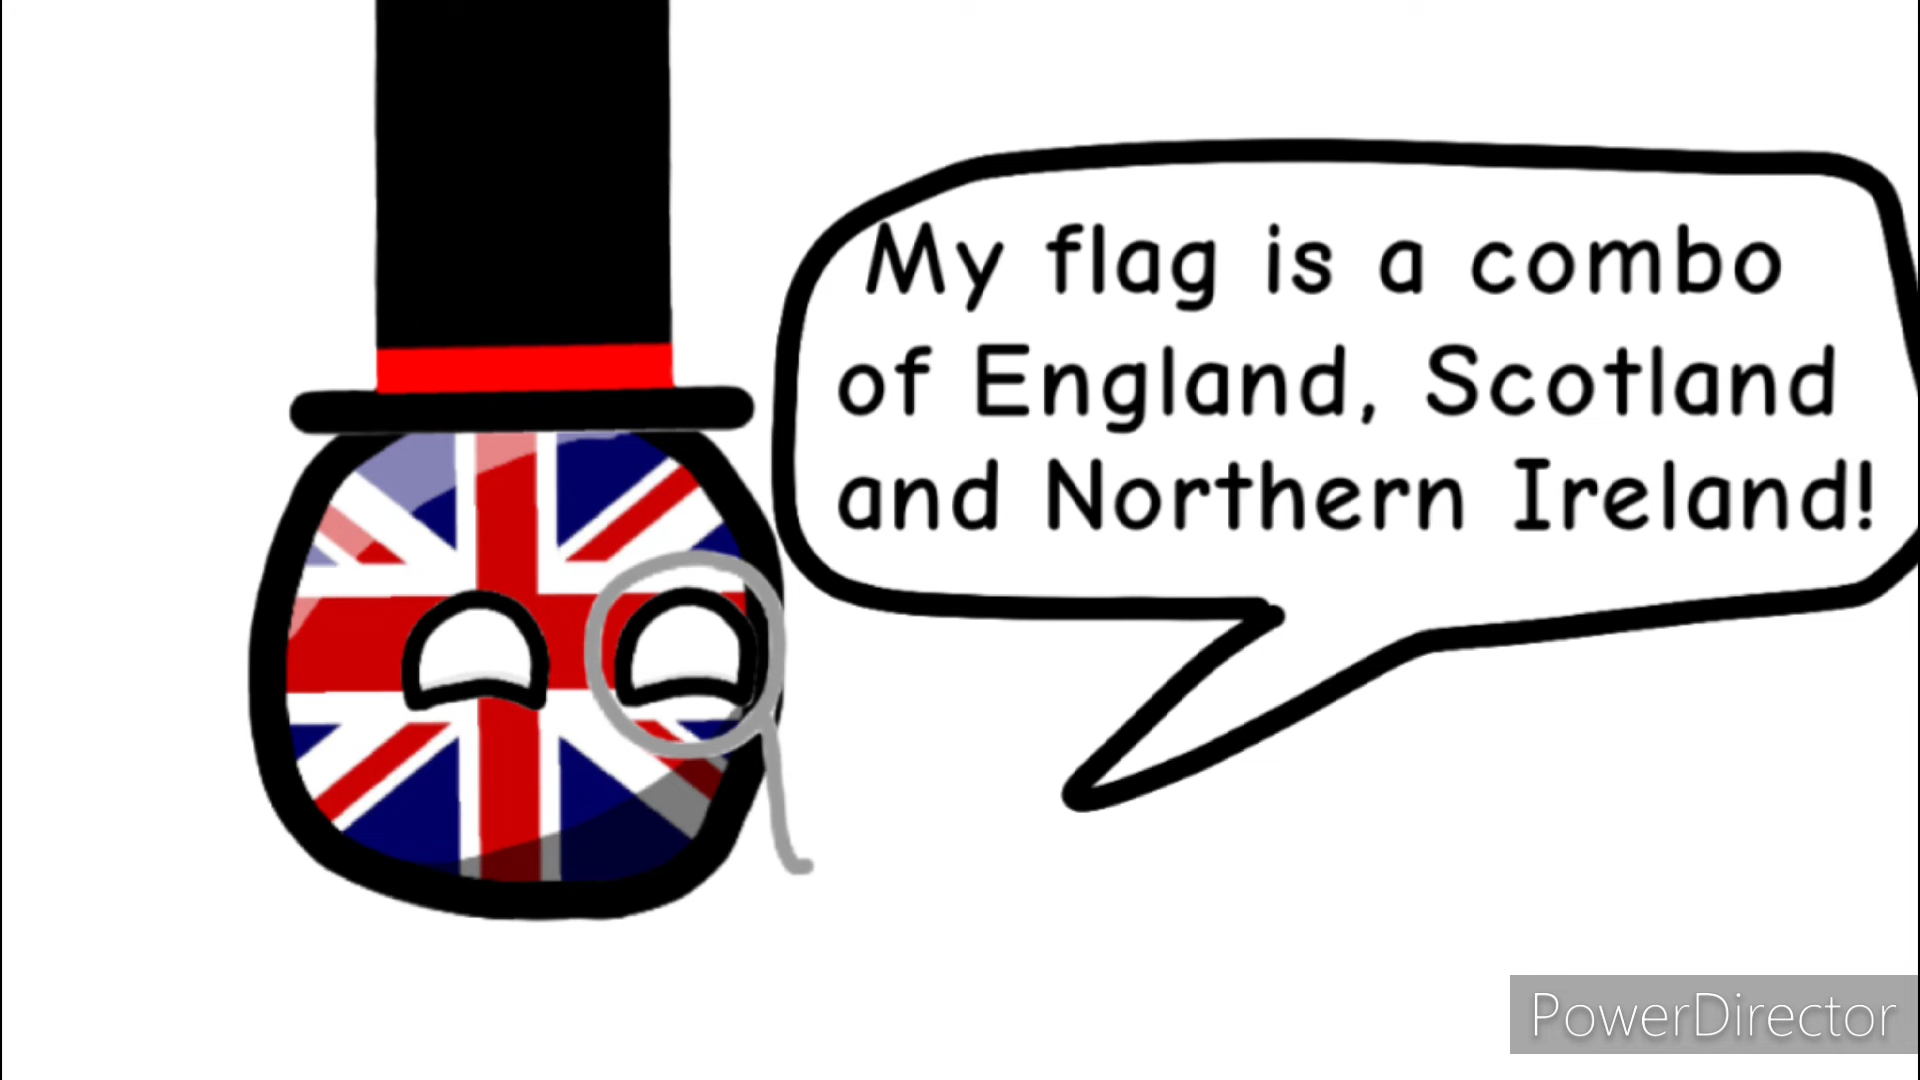 My flag is a combo
of England, Scotland
and Northern Ireland!
PowerDirector